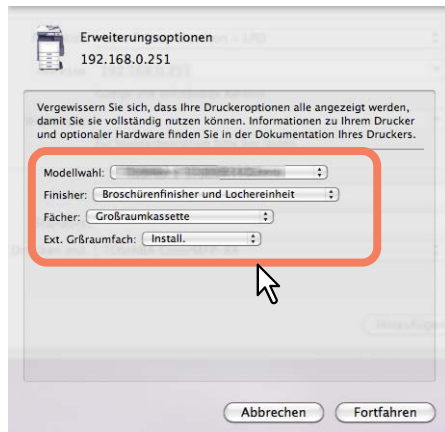 Erweiterungsoptionen
192.168.0.251
Vergewissern Sie sich, dass Ihre Druckeroptionen alle angezeigt werden,
damit Sie sie vollständig nutzen können. Informationen zu Ihrem Drucker
und optionaler Hardware finden Sie in der Dokumentation Ihres Druckers.
Modellwahl:
Finisher: Broschürenfinisher und Lochereinheit
Fächer: Großraumkassette
Ext. Grßraumfach: Install.
Abbrechen Fortfahren